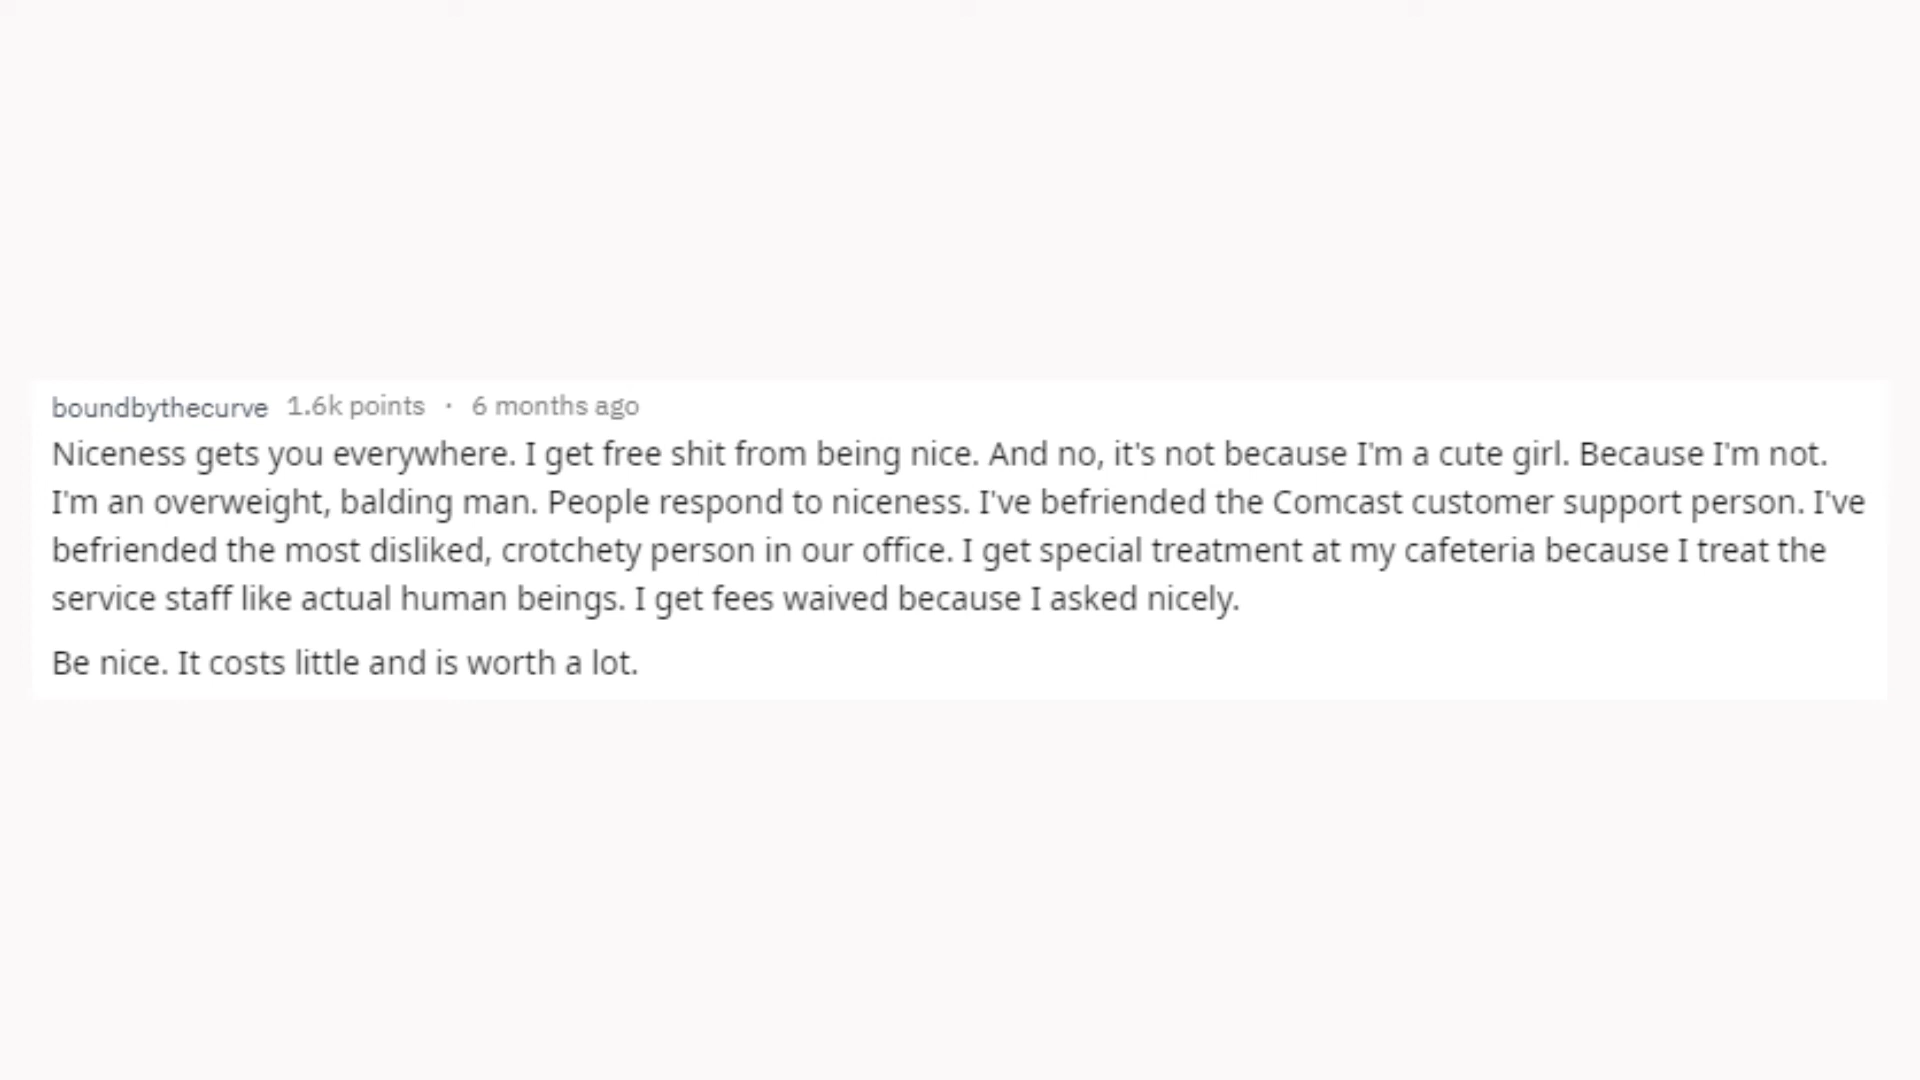 boundbythecurve 1.6k points · 6 months ago
Niceness gets you everywhere. I get free shit from being nice. And no, it's not because I'm a cute girl. Because I'm not.
I'm an overweight, balding man. People respond to niceness. I've befriended the Comcast customer support person. I've
befriended the most disliked, crotchety person in our office. I get special treatment at my cafeteria because I treat the
service staff like actual human beings. I get fees waived because I asked nicely.
Be nice. It costs little and is worth a lot.